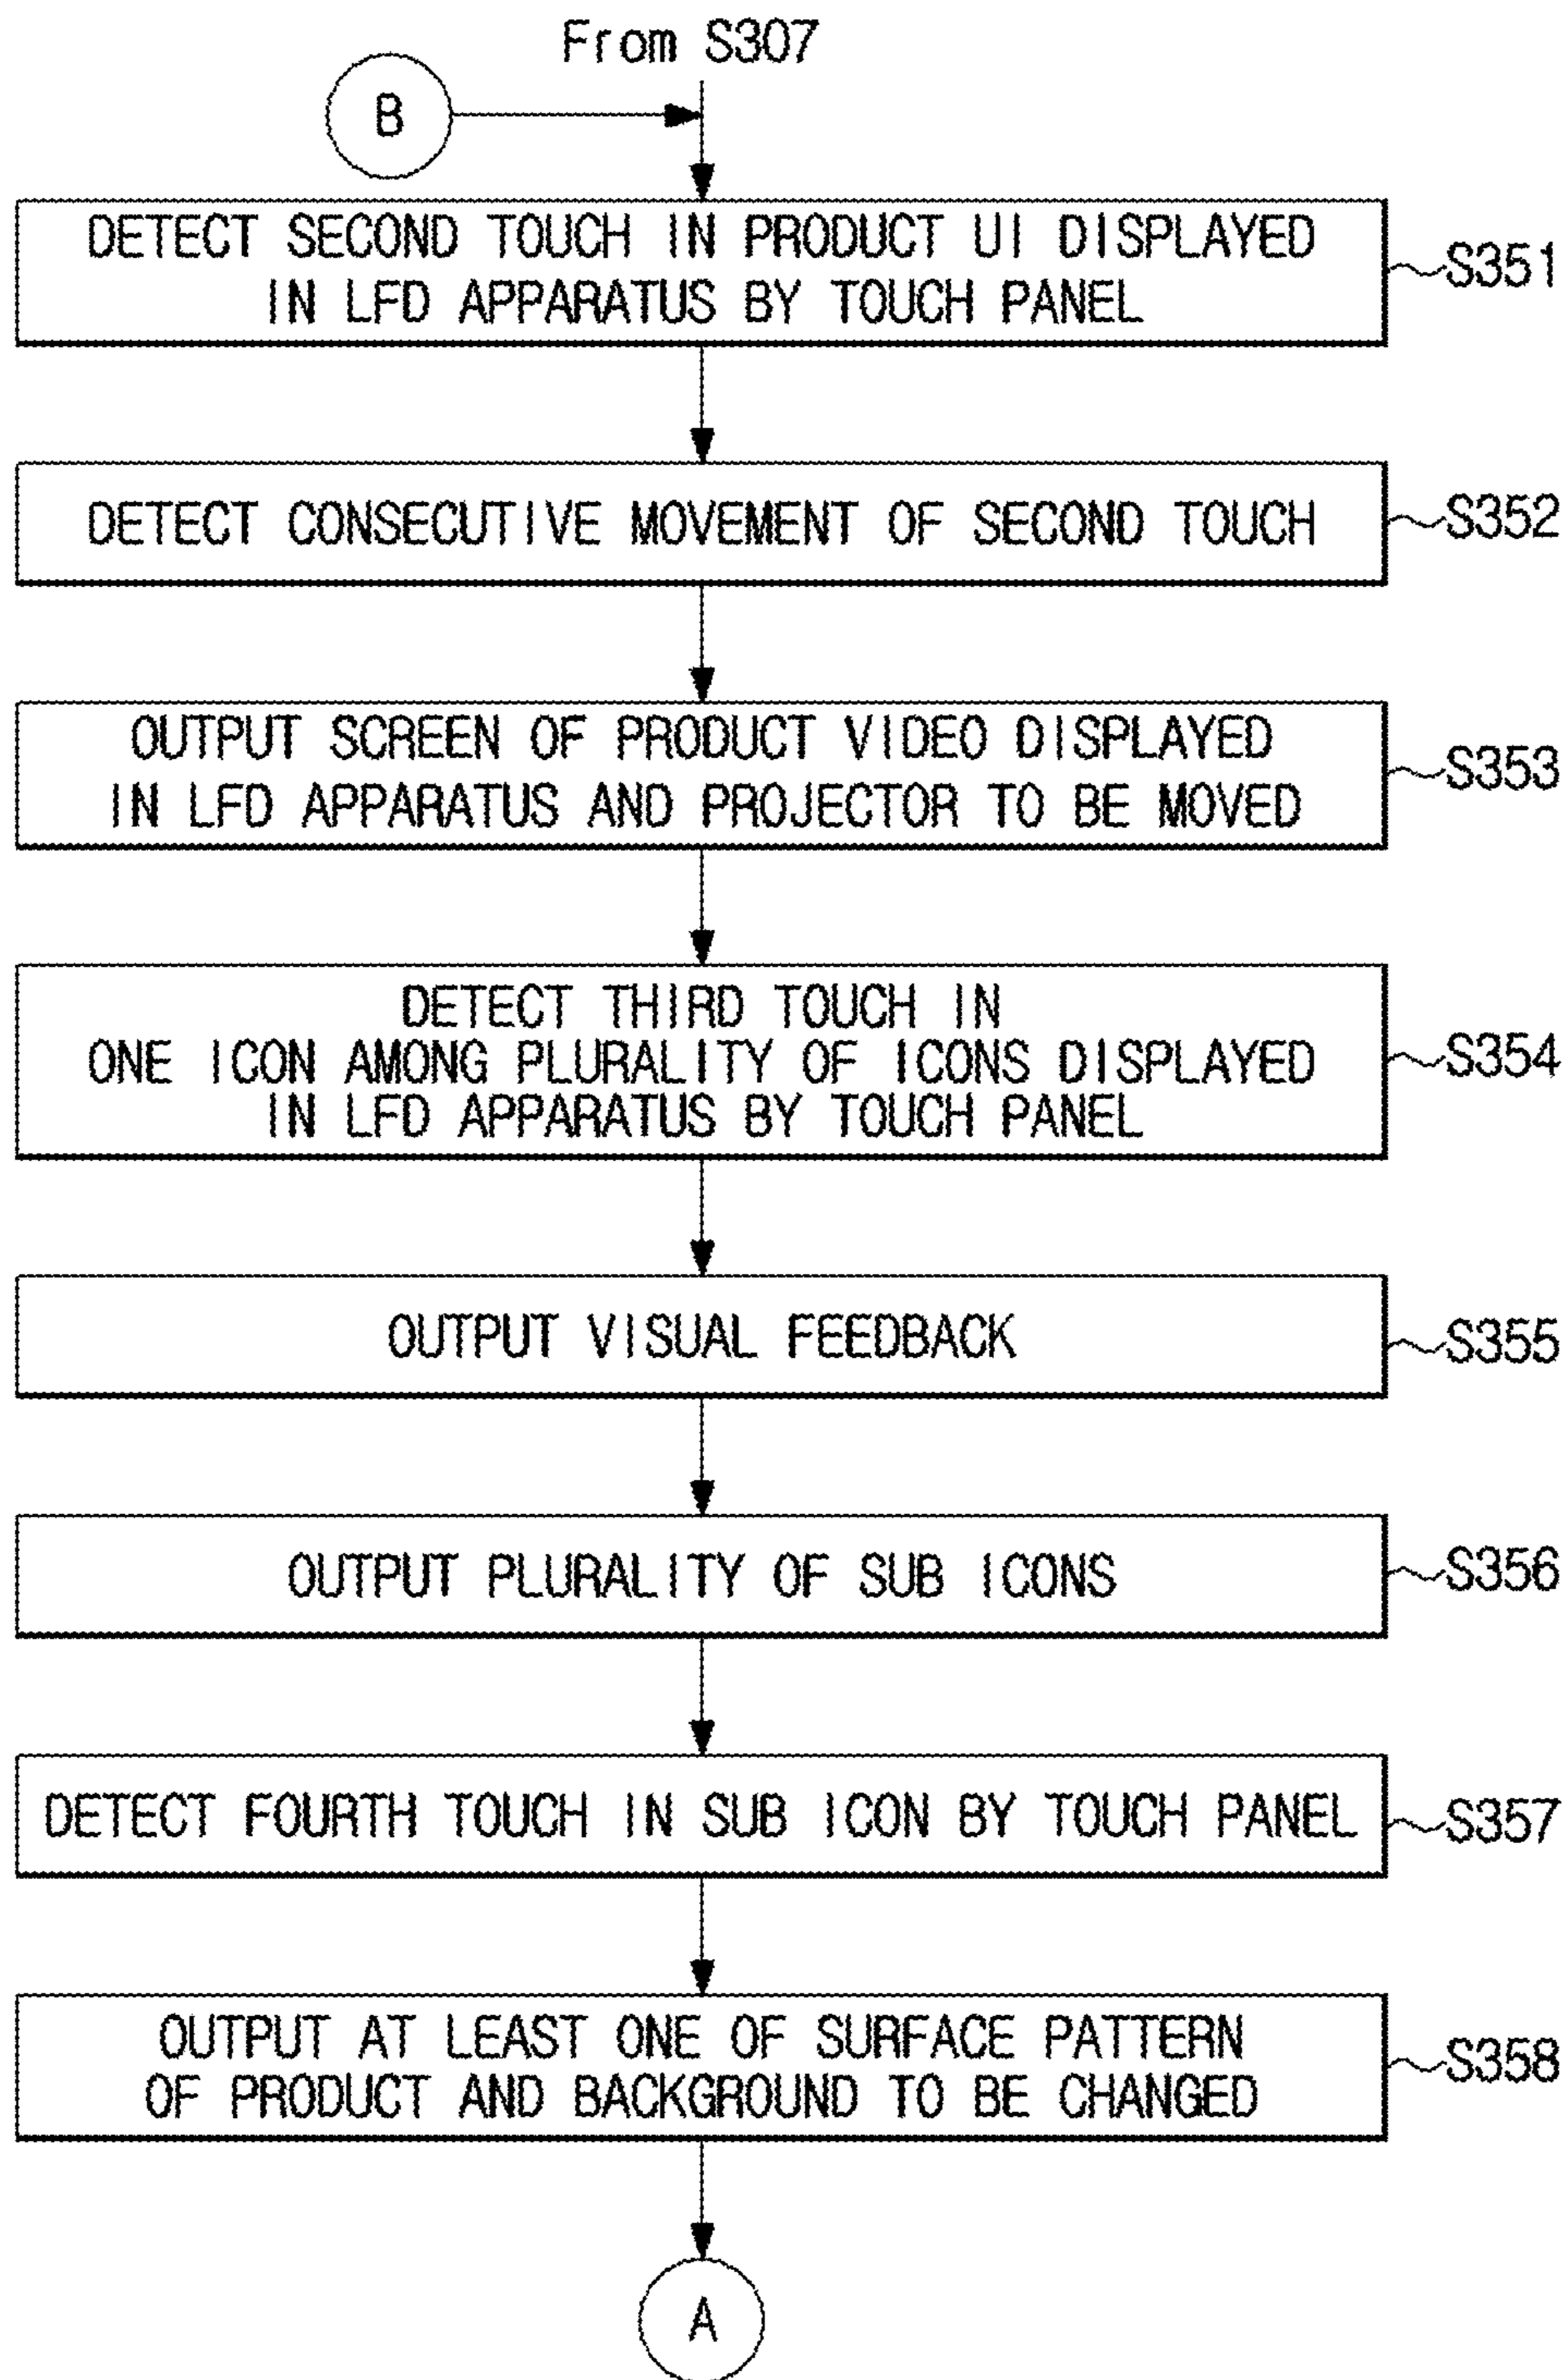 From S307
B
DETECT SECOND TOUCH IN PRODUCT UI DISPLAYED
IN LFD APPARATUS BY TOUCH PANEL
S351
DETECT CONSECUTIVE MOVEMENT OF SECOND TOUCH
S352
OUTPUT SCREEN OF PRODUCT VIDEO DISPLAYED
IN LFD APPARATUS AND PROJECTOR TO BE MOVED
S353
DETECT THIRD TOUCH IN
ONE ICON AMONG PLURALITY OF ICONS DISPLAYED
IN LFD APPARATUS BY TOUCH PANEL
S354
OUTPUT VISUAL FEEDBACK
S355
OUTPUT PLURALITY OF SUB ICONS
S356
DETECT FOURTH TOUCH IN SUB ICON BY TOUCH PANEL
S357
OUTPUT AT LEAST ONE OF SURFACE PATTERN
OF PRODUCT AND BACKGROUND TO BE CHANGED
S358
A